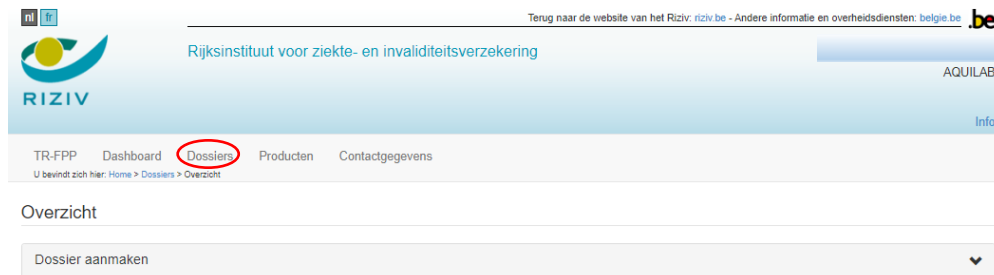 nl fr
Terug naar de website van het Riziv: riziv.be - Andere informatie en overheidsdiensten: belgie.be .be
Rijksinstituut voor ziekte- en invaliditeitsverzekering
AQUILAB
RIZIV
Info
TR-FPP Dashboard Dossiers Producten Contactgegevens
U bevindt zich hier: Home > Dossiers > Overzicht
Overzicht
Dossier aanmaken